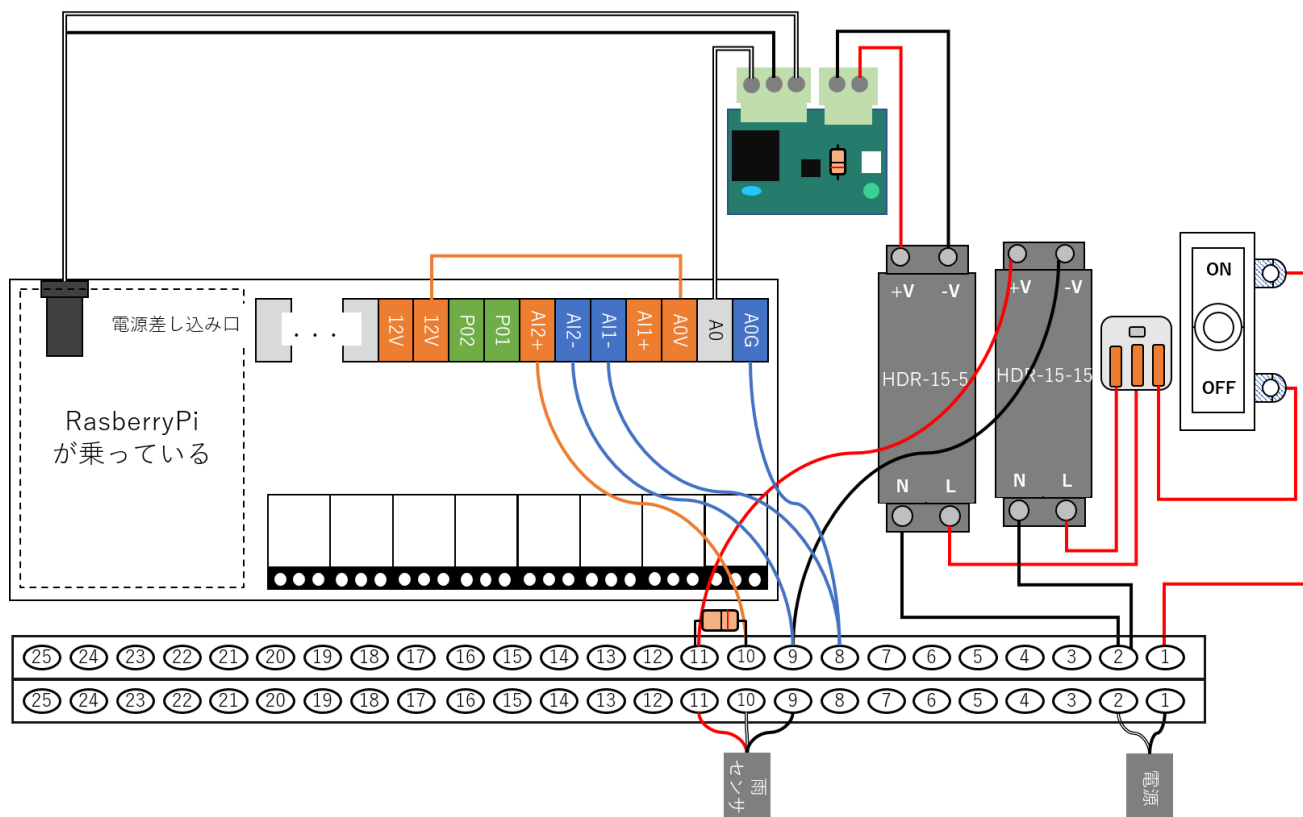 電源差し込み口
RasberryPi
が乗っている
・・・
12V
12V
P02
P01
AI2+
AI2-
AI1-
AI1+
A0V
A0
A0G
+V
-V
HDR-15-5
N
L
+V
-V
HDR-15-15
N
L
ON
OFF
25 24 23 22 21 20 19 18 17 16 15 14 13 12 11 10 9 8 7 6 5 4 3 2 1
25 24 23 22 21 20 19 18 17 16 15 14 13 12 11 10 9 8 7 6 5 4 3 2 1
雨
センサ
電源